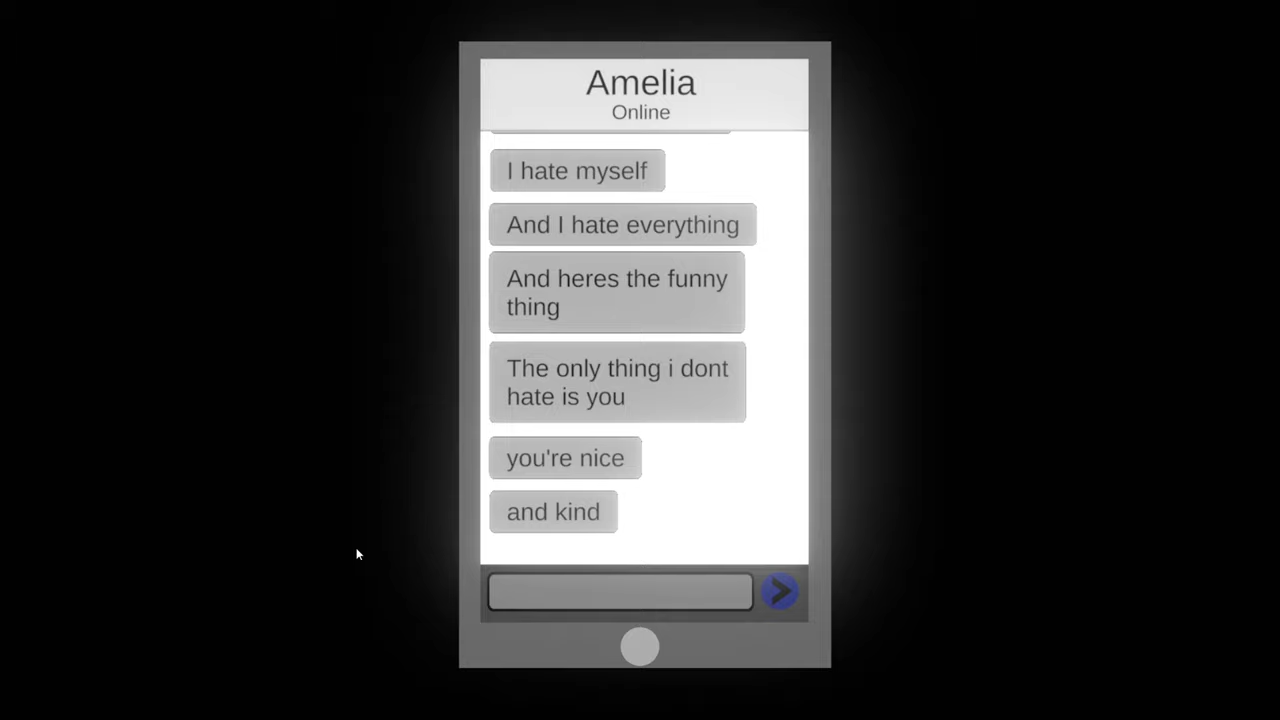 Amelia
Online
I hate myself
And I hate everything
And heres the funny
thing
The only thing i dont
hate is you
you're nice
and kind